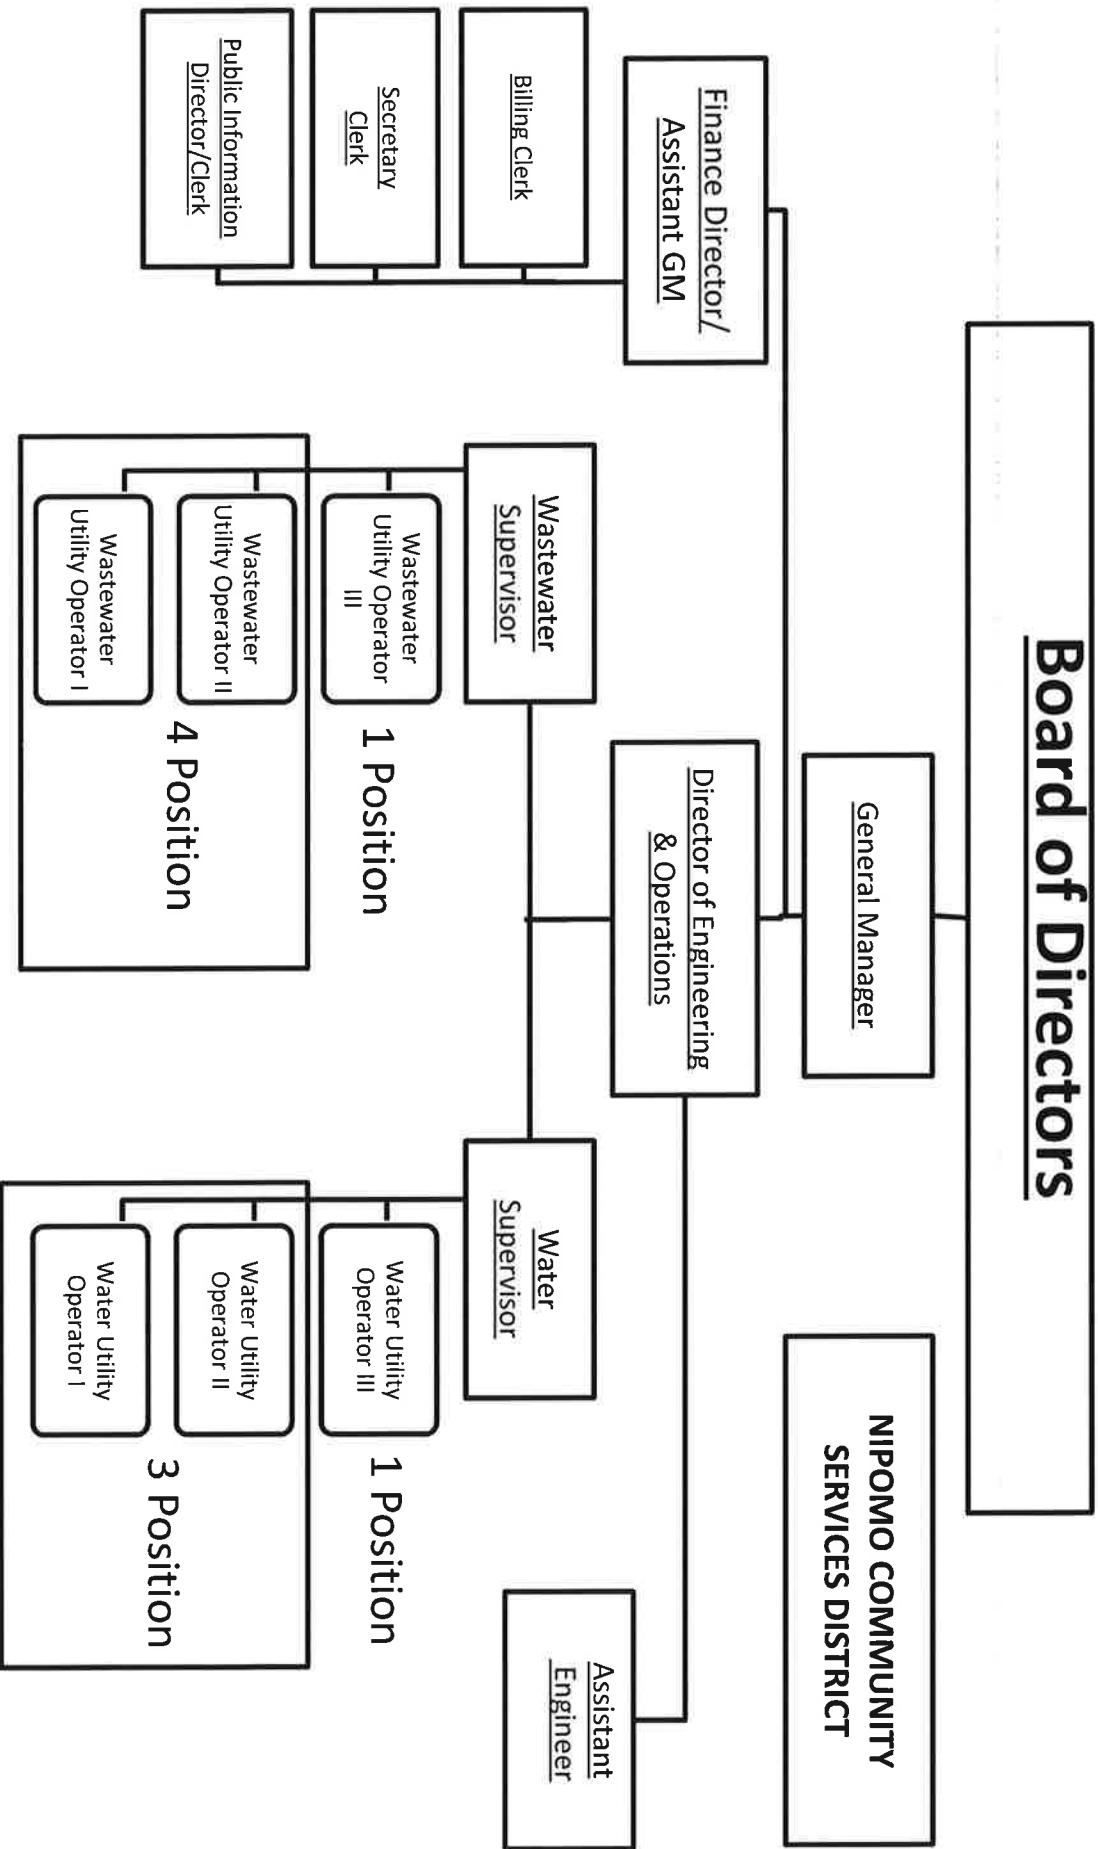 Board of Directors
NIPOMO COMMUNITY
SERVICES DISTRICT
General Manager
Finance Director/
Assistant GM
Director of Engineering
& Operations
Billing Clerk
Secretary
Clerk
Public Information
Director/Clerk
Wastewater
Supervisor
Water
Supervisor
Assistant
Engineer
Wastewater
Utility Operator
III
1 Position
Wastewater
Utility Operator II
Wastewater
Utility Operator I
4 Position
Water Utility
Operator III
1 Position
Water Utility
Operator II
Water Utility
Operator I
3 Position